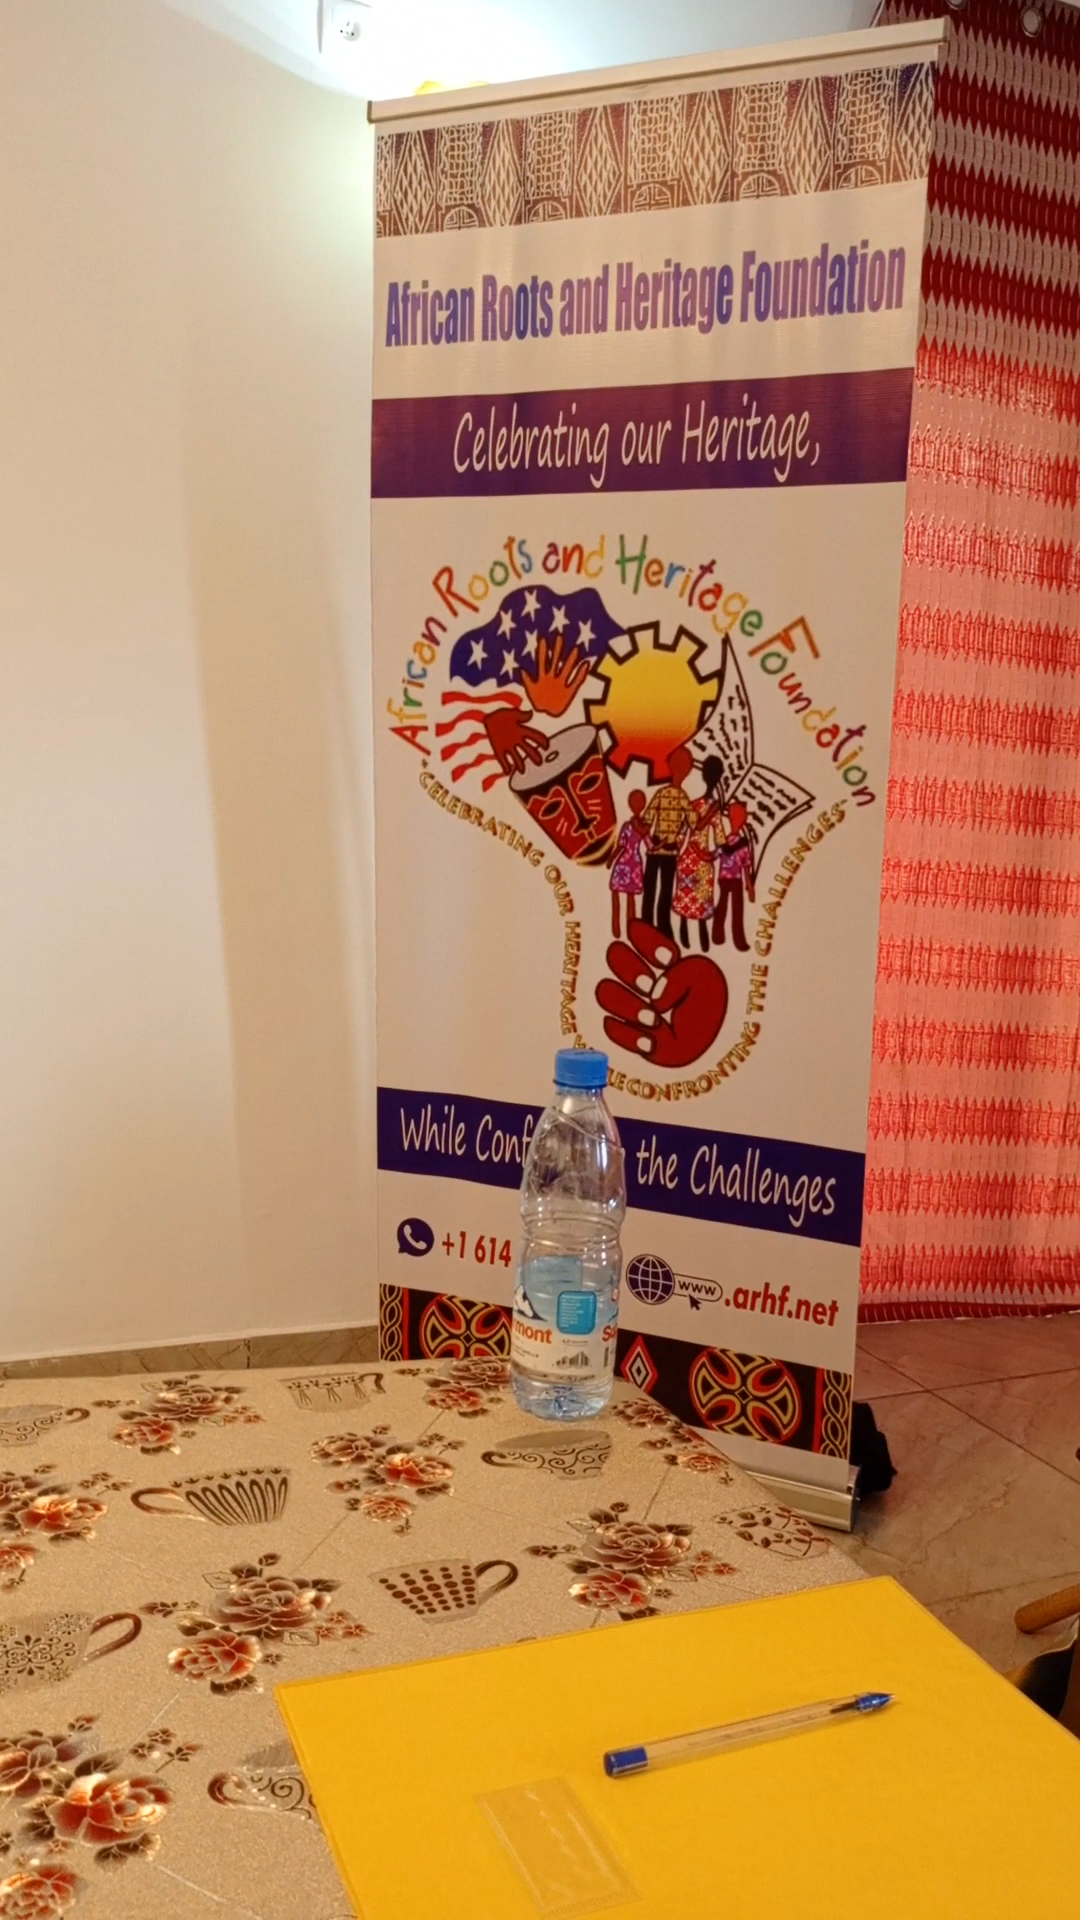 African Roots and Heritage Foundation
Celebrating our Heritage,
African Roots and Heritage Foundation
CELEBRATING OUR HERITAGE
CONFRONTING THE CHALLENGES
While Conf the Challenges
+1 614
www.arhf.net
mont